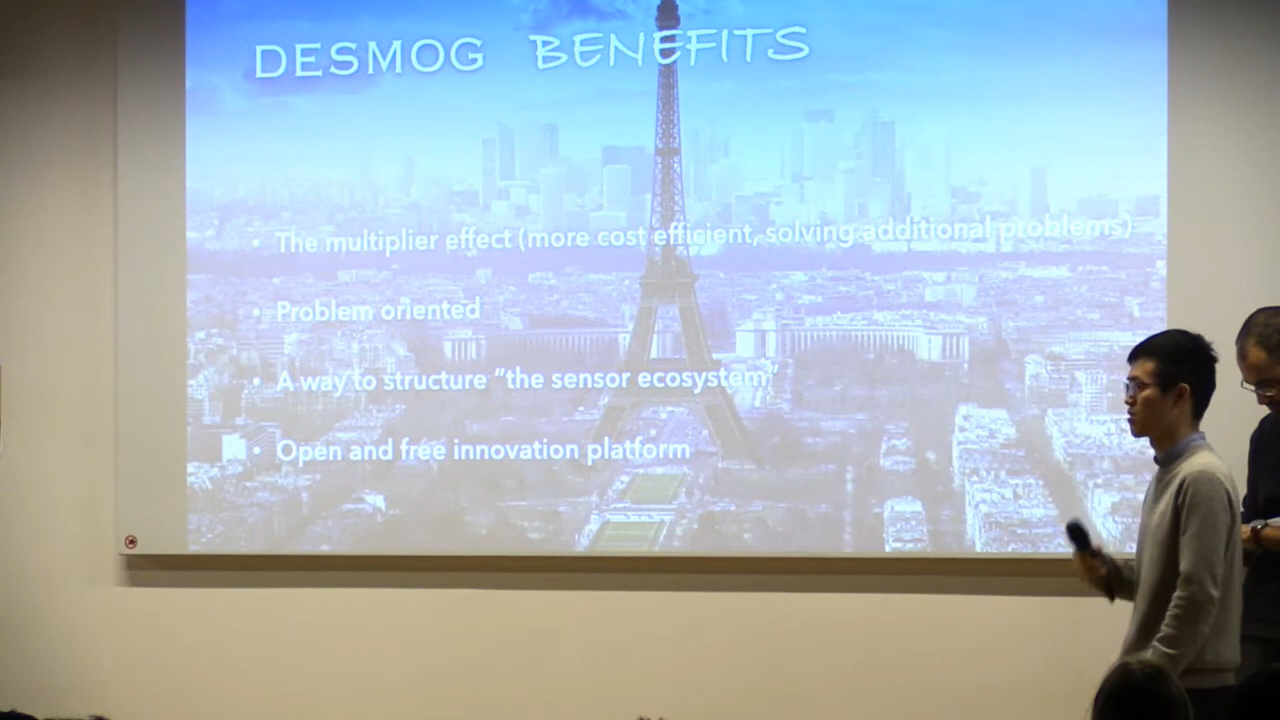 DESMOG BENEFITS
• The multiplier effect (more cost efficient, solving additional problems)
• Problem oriented
• A way to structure "the sensor ecosystem"
• Open and free innovation platform